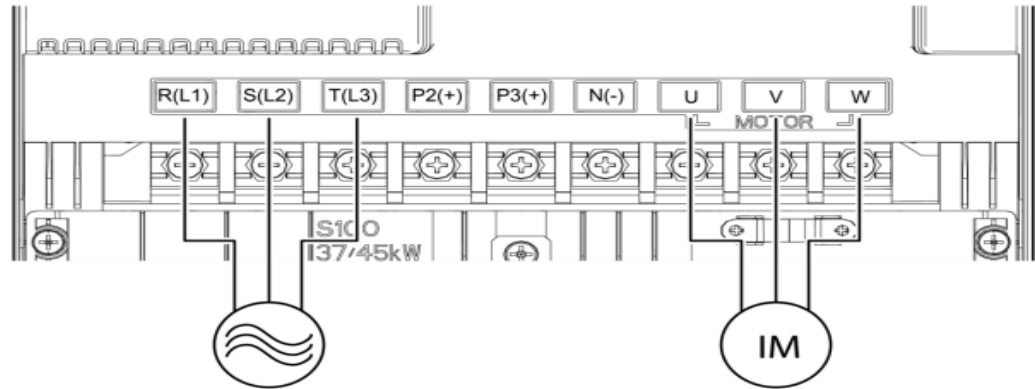 R(L1) S(L2) T(L3) P2(+) P3(+) N(-) U V W
MOTOR
S100
37/45kW
IM